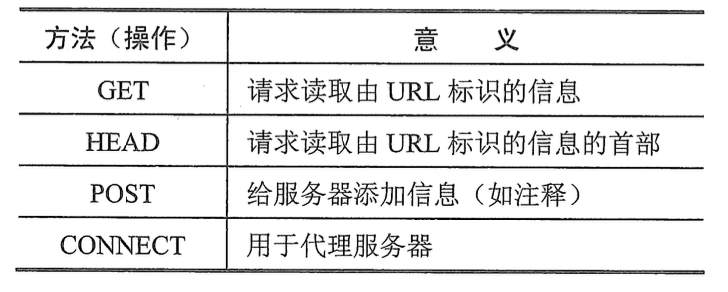 方法（操作） 意 义
GET 请求读取由 URL 标识的信息
HEAD 请求读取由 URL 标识的信息的首部
POST 给服务器添加信息（如注释）
CONNECT 用于代理服务器